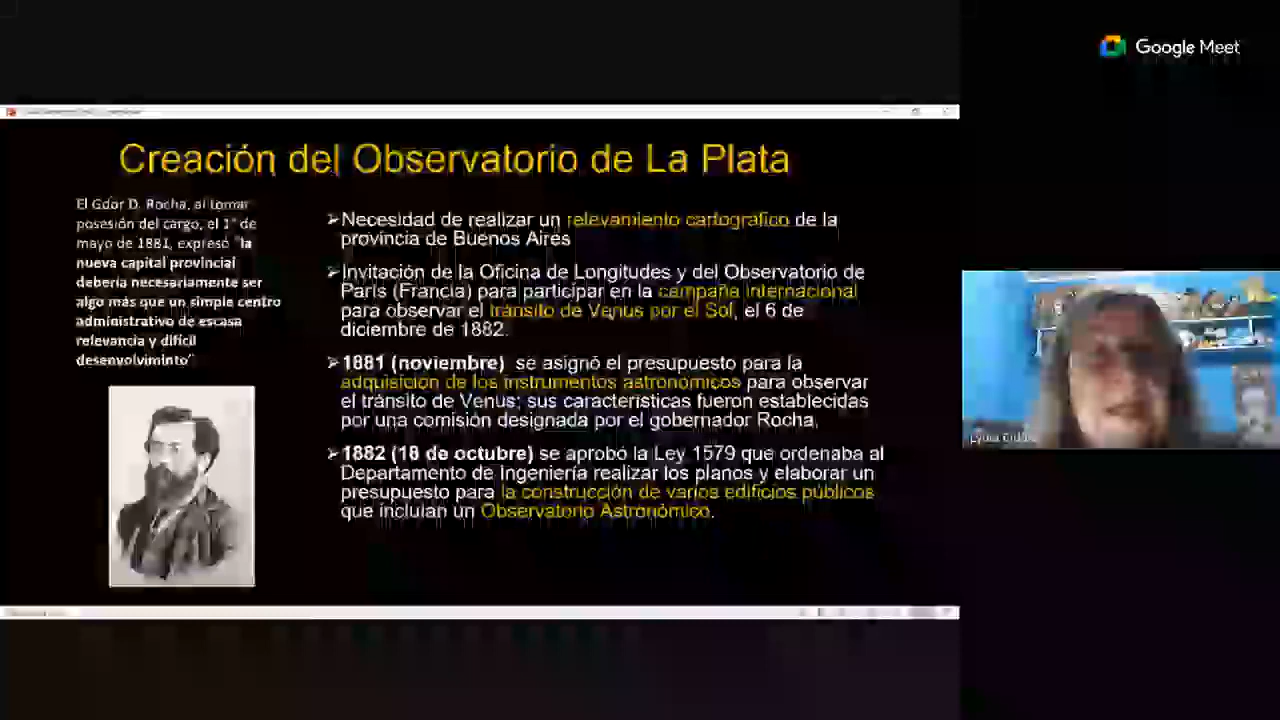 Google Meet
Creación del Observatorio de La Plata
El Gdor D. Rocha, al tomar
posesión del cargo, el 1° de
mayo de 1881, expresó "la
nueva capital provincial
debería necesariamente ser
algo más que un simple centro
administrativo de escasa
relevancia y difícil
desenvolviminto"
➢Necesidad de realizar un relevamiento cartográfico de la
provincia de Buenos Aires
➢Invitación de la Oficina de Longitudes y del Observatorio de
París (Francia) para participar en la campaña internacional
para observar el tránsito de Venus por el Sol, el 6 de
diciembre de 1882.
➢1881 (noviembre) se asignó el presupuesto para la
adquisición de los instrumentos astronómicos para observar
el tránsito de Venus; sus características fueron establecidas
por una comisión designada por el gobernador Rocha.
➢1882 (18 de octubre) se aprobó la Ley 1579 que ordenaba al
Departamento de Ingeniería realizar los planos y elaborar un
presupuesto para la construcción de varios edificios públicos
que incluían un Observatorio Astronómico.